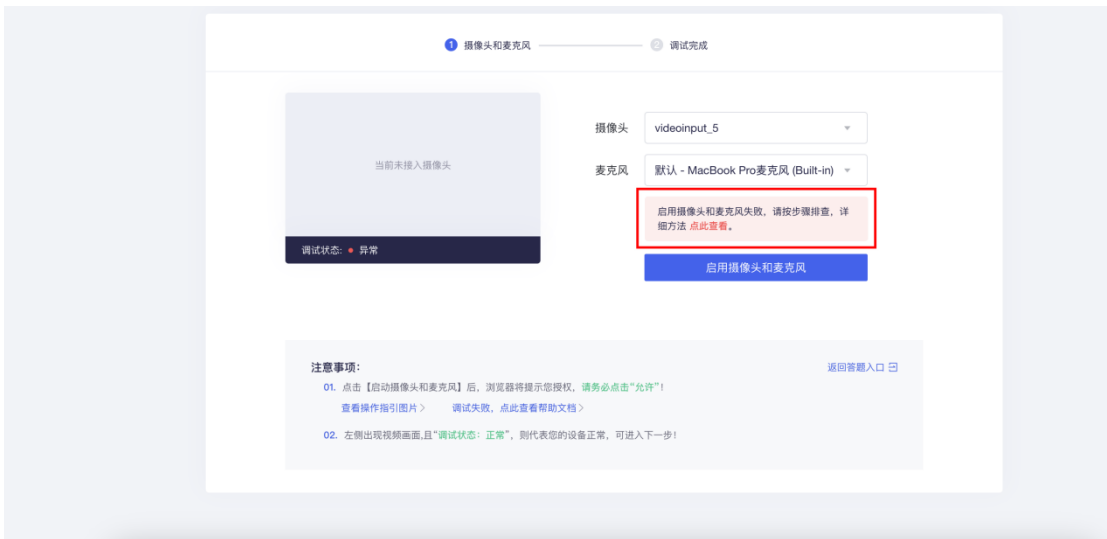 1 摄像头和麦克风
2 调试完成
当前未接入摄像头
调试状态: 异常
摄像头 videoinput_5
麦克风 默认 - MacBook Pro麦克风 (Built-in)
启用摄像头和麦克风失败，请按步骤排查，详
细方法 点此查看。
启用摄像头和麦克风
注意事项：
返回答题入口
01. 点击【启动摄像头和麦克风】后，浏览器将提示您授权，请务必点击“允许”！
查看操作指引图片> 调试失败，点此查看帮助文档>
02. 左侧出现视频画面,且“调试状态：正常”，则代表您的设备正常，可进入下一步！